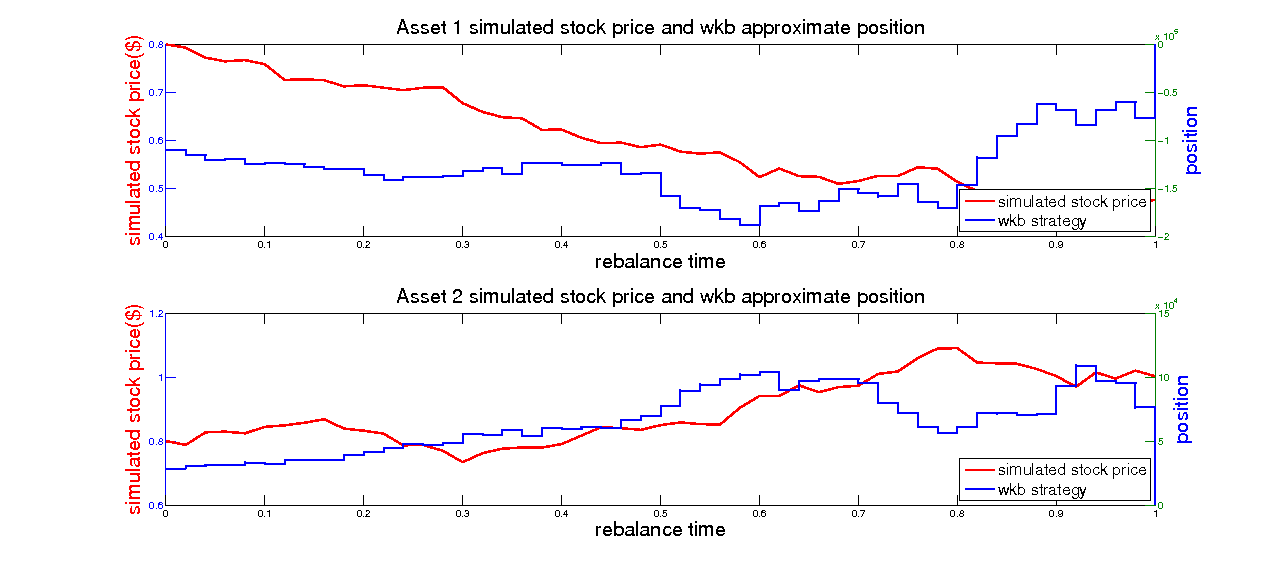 Asset 1 simulated stock price and wkb approximate position
simulated stock price($)
0.8
0.7
0.6
0.5
0.4
x 10^5
0
-0.5
-1
-1.5
-2
position
simulated stock price
wkb strategy
0 0.1 0.2 0.3 0.4 0.5 0.6 0.7 0.8 0.9 1
rebalance time
Asset 2 simulated stock price and wkb approximate position
simulated stock price($)
1.2
1
0.8
0.6
x 10^4
15
10
5
0
position
simulated stock price
wkb strategy
0 0.1 0.2 0.3 0.4 0.5 0.6 0.7 0.8 0.9 1
rebalance time